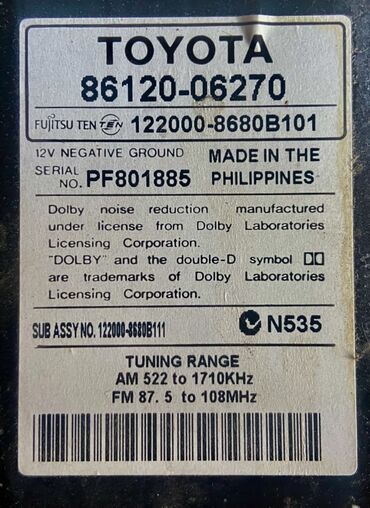 TOYOTA
86120-06270
FUJITSU TEN TEN 122000-8680B101
12V NEGATIVE GROUND MADE IN THE
SERIAL NO. PF801885 PHILIPPINES
Dolby noise reduction manufactured
under license from Dolby Laboratories
Licensing Corporation.
"DOLBY" and the double-D symbol
are trademarks of Dolby Laboratories
Licensing Corporation.
SUB ASSY NO. 122000-8680B111 N535
TUNING RANGE
AM 522 to 1710KHz
FM 87.5 to 108MHz